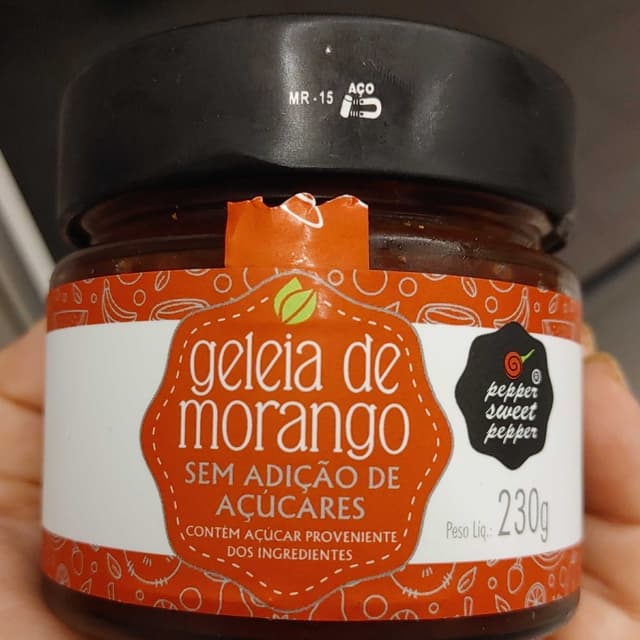 MR - 15 AÇO
geleia de
morango
SEM ADIÇÃO DE
AÇÚCARES
CONTÉM AÇÚCAR PROVENIENTE
DOS INGREDIENTES
pepper ®
sweet
pepper
Peso Líq.: 230g